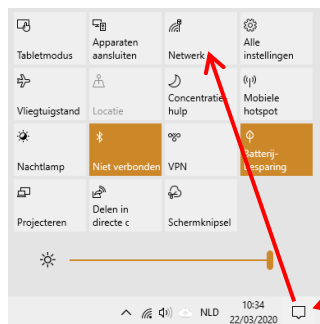 Tabletmodus
Apparaten
aansluiten
Netwerk
Alle
instellingen
Vliegtuigstand
Locatie
Concentratie
hulp
Mobiele
hotspot
Nachtlamp
Niet verbonden
VPN
Batterij-
besparing
Projecteren
Delen in
directe c
Schermknipsel
NLD
10:34
22/03/2020